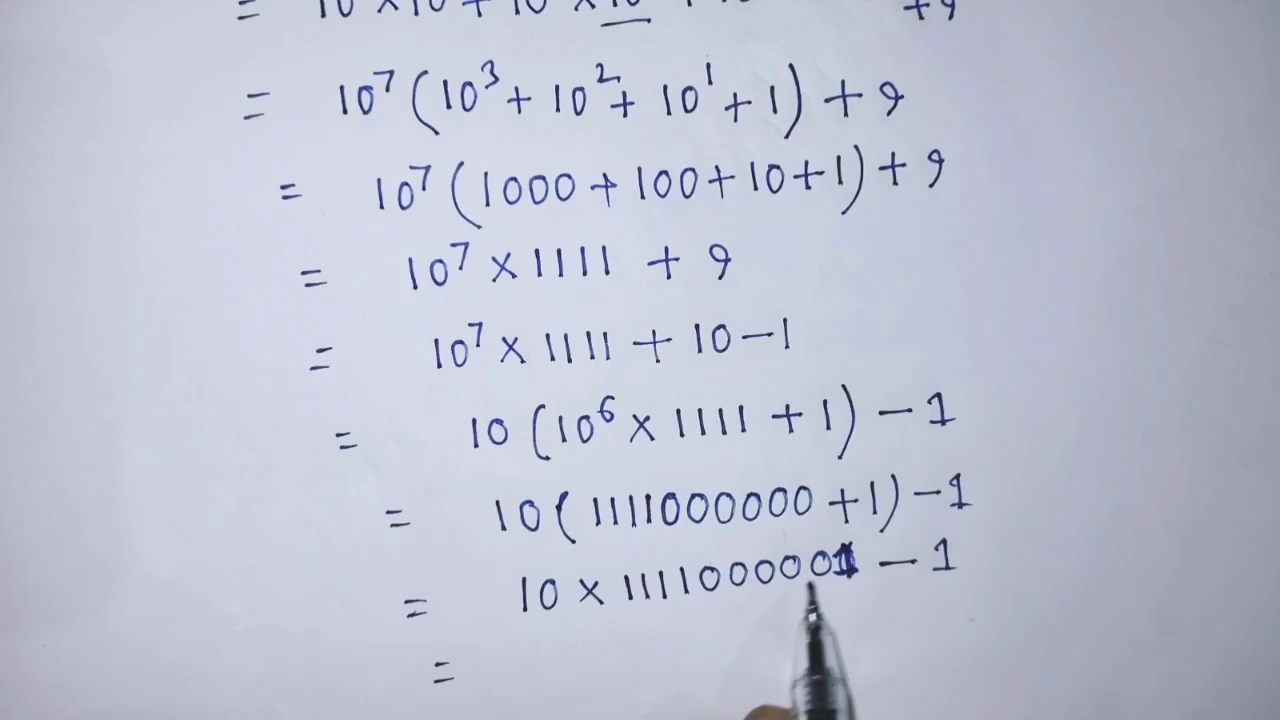 = + 9
= 10⁷ (10³ + 10² + 10¹ + 1) + 9
= 10⁷ (1000 + 100 + 10 + 1) + 9
= 10⁷ × 1111 + 9
= 10⁷ × 1111 + 10 − 1
= 10 (10⁶ × 1111 + 1) − 1
= 10 (1111000000 + 1) − 1
= 10 × 1111000001 − 1
=